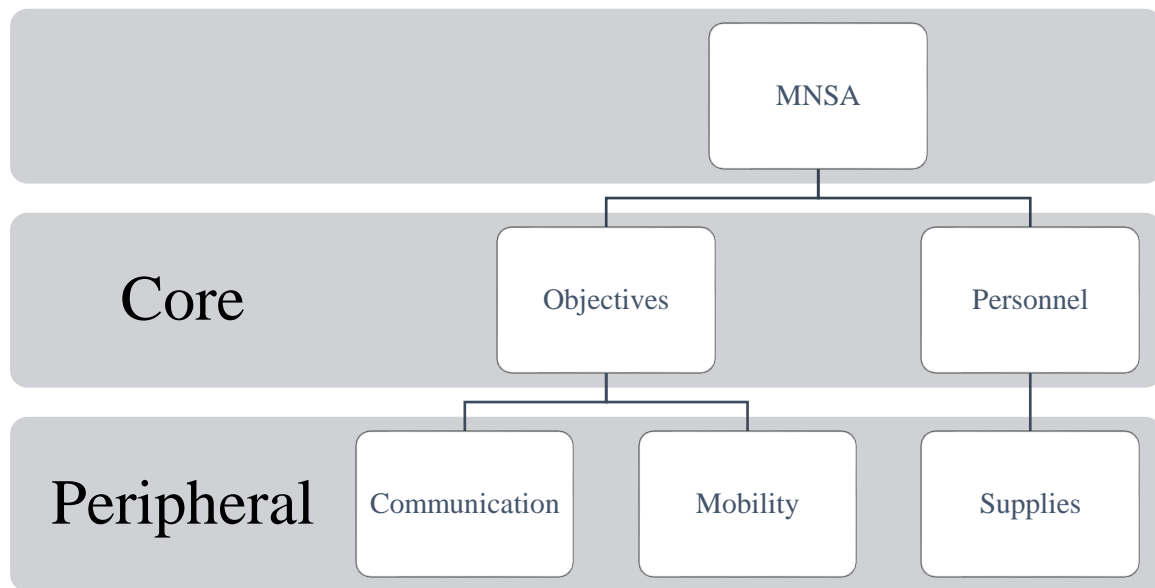 MNSA
Core
Objectives
Personnel
Peripheral
Communication
Mobility
Supplies